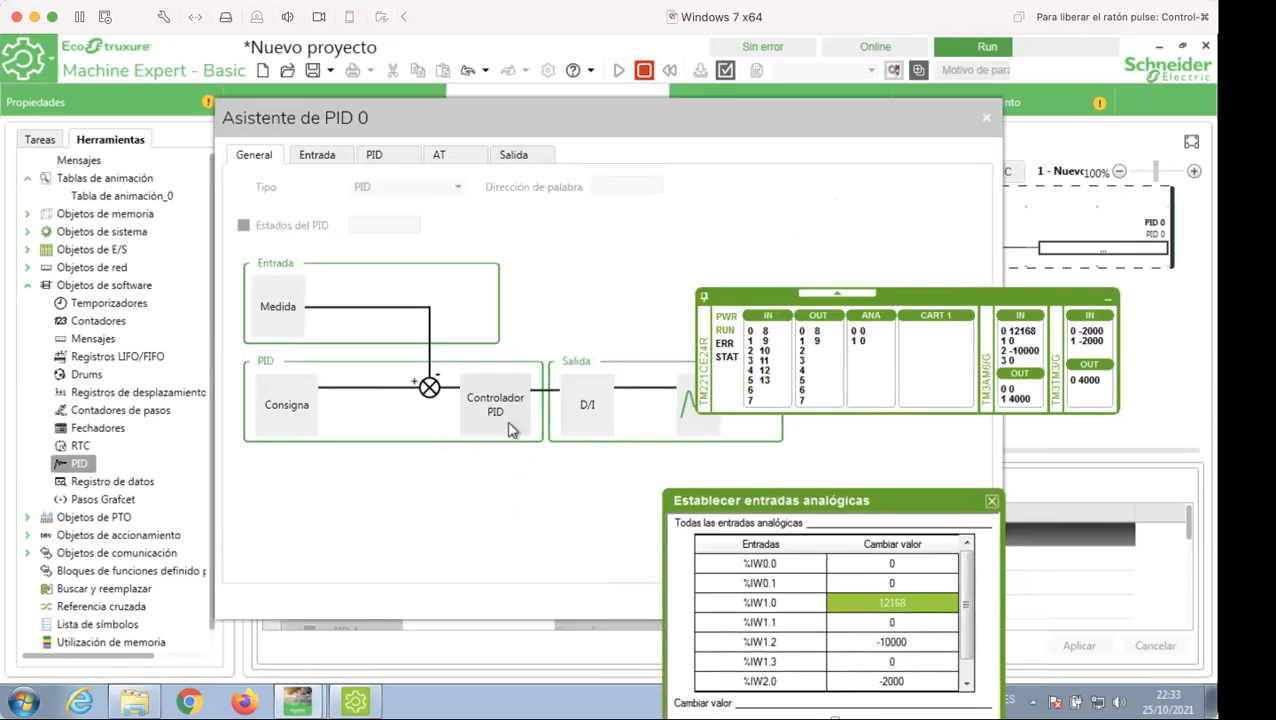 Windows 7 x64
Para liberar el ratón pulse: Control-⌘
EcoStruxure
Machine Expert - Basic
*Nuevo proyecto
Sin error
Online
Run
Motivo de par
Schneider
Electric
Propiedades
nto
Asistente de PID 0
Tareas
Herramientas
Mensajes
Tablas de animación
Tabla de animación_0
Objetos de memoria
Objetos de sistema
Objetos de E/S
Objetos de red
Objetos de software
Temporizadores
Contadores
Mensajes
Registros LIFO/FIFO
Drums
Registros de desplazamiento
Contadores de pasos
Fechadores
RTC
PID
Registro de datos
Pasos Grafcet
Objetos de PTO
Objetos de accionamiento
Objetos de comunicación
Bloques de funciones definido p
Buscar y reemplazar
Referencia cruzada
Lista de símbolos
Utilización de memoria
General
Entrada
PID
AT
Salida
Tipo
PID
Dirección de palabra
Estados del PID
Entrada
Medida
PID
Consigna
+
-
Controlador
PID
Salida
D/I
C
1 - Nuevo
100%
PID 0
PID 0
...
TM221CE24R
PWR
RUN
ERR
STAT
IN
0 8
1 9
2 10
3 11
4 12
5 13
6
7
OUT
0 8
1 9
2
3
4
5
6
7
ANA
0 0
1 0
CART 1
TM3AM6/G
IN
0 12168
1 0
2 -10000
3 0
OUT
0 0
1 4000
TM3TM3/G
IN
0 -2000
1 -2000
OUT
0 4000
Establecer entradas analógicas
Todas las entradas analógicas
Entradas Cambiar valor
%IW0.0 0
%IW0.1 0
%IW1.0 12168
%IW1.1 0
%IW1.2 -10000
%IW1.3 0
%IW2.0 -2000
Cambiar valor
Aplicar
Cancelar
ES
22:33
25/10/2021